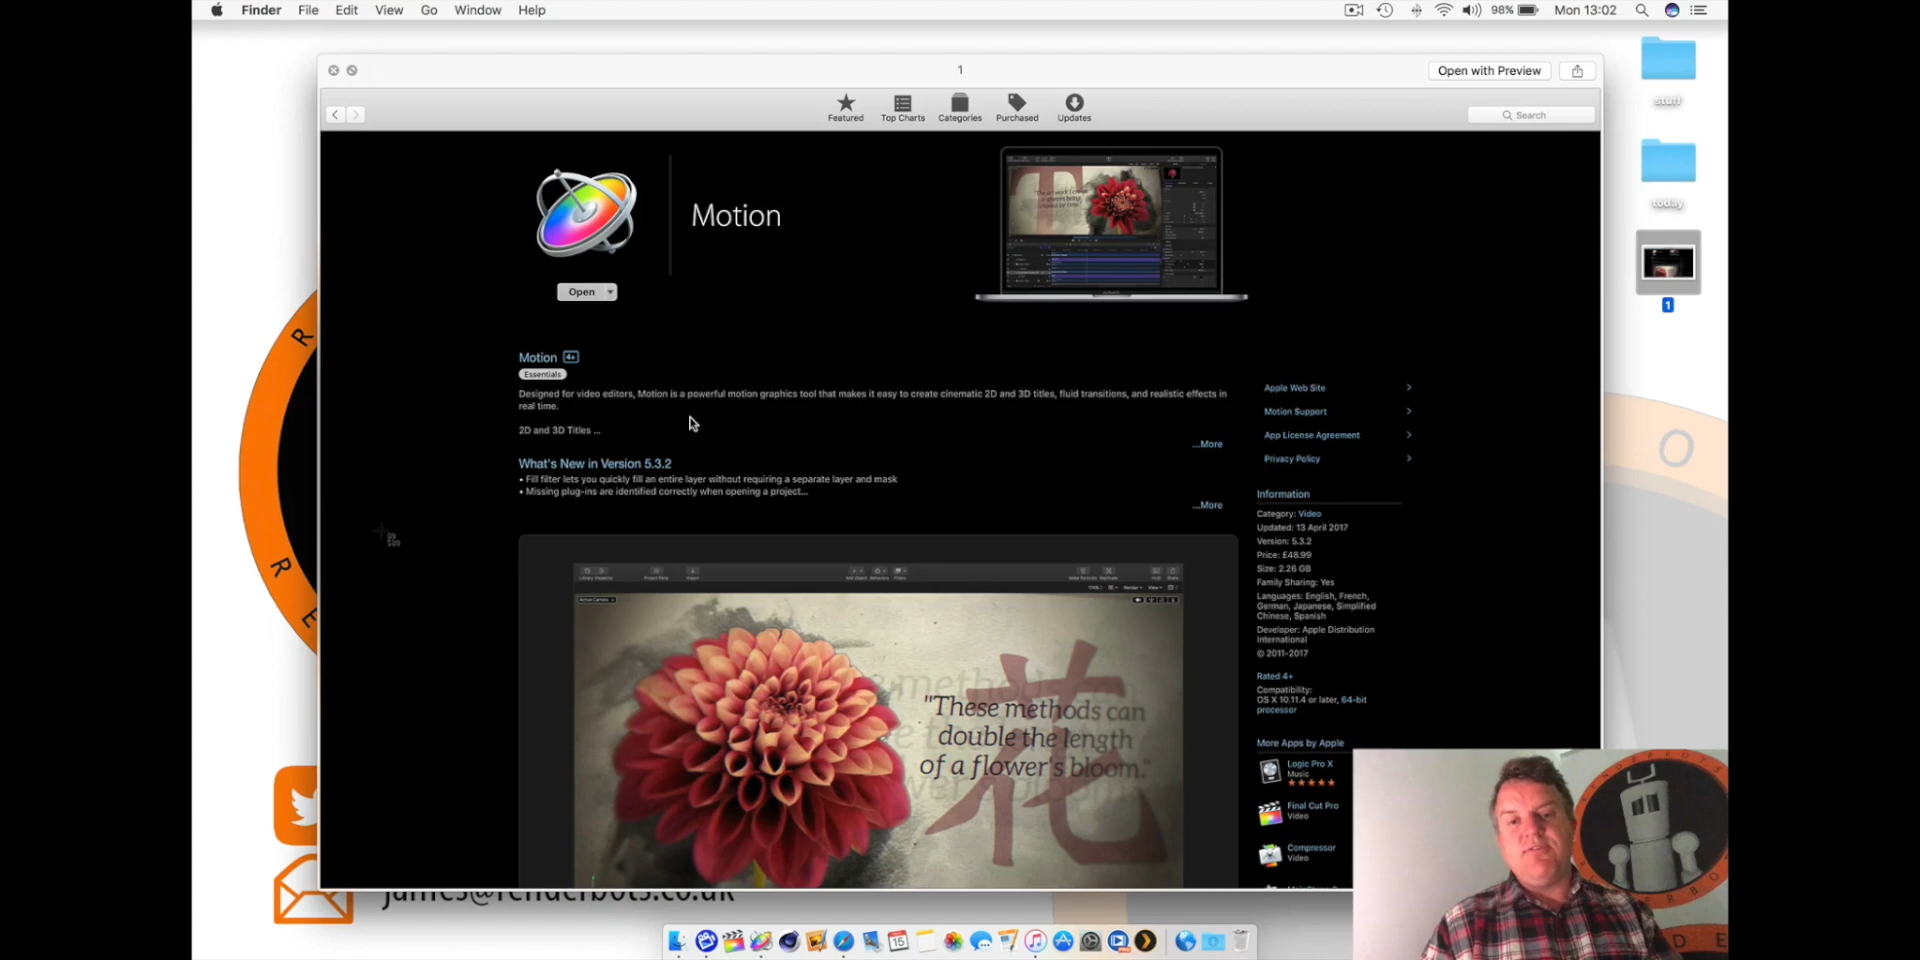 Finder File Edit View Go Window Help
98% Mon 13:02
1
Open with Preview
Featured Top Charts Categories Purchased Updates
Search
stuff
today
1
Motion
Open
Motion 4+
Essentials
Designed for video editors, Motion is a powerful motion graphics tool that makes it easy to create cinematic 2D and 3D titles, fluid transitions, and realistic effects in
real time.
2D and 3D Titles ...
...More
What's New in Version 5.3.2
• Fill filter lets you quickly fill an entire layer without requiring a separate layer and mask
• Missing plug-ins are identified correctly when opening a project...
...More
Apple Web Site
Motion Support
App License Agreement
Privacy Policy
Information
Category: Video
Updated: 13 April 2017
Version: 5.3.2
Price: £48.99
Size: 2.26 GB
Family Sharing: Yes
Languages: English, French,
German, Japanese, Simplified
Chinese, Spanish
Developer: Apple Distribution
International
© 2011-2017
Rated 4+
Compatibility:
OS X 10.11.4 or later, 64-bit
processor
More Apps by Apple
Logic Pro X
Music
Final Cut Pro
Video
Compressor
Video
"These methods can
double the length
of a flower's bloom."
花
R
R
E
O
james@renderbots.co.uk
15